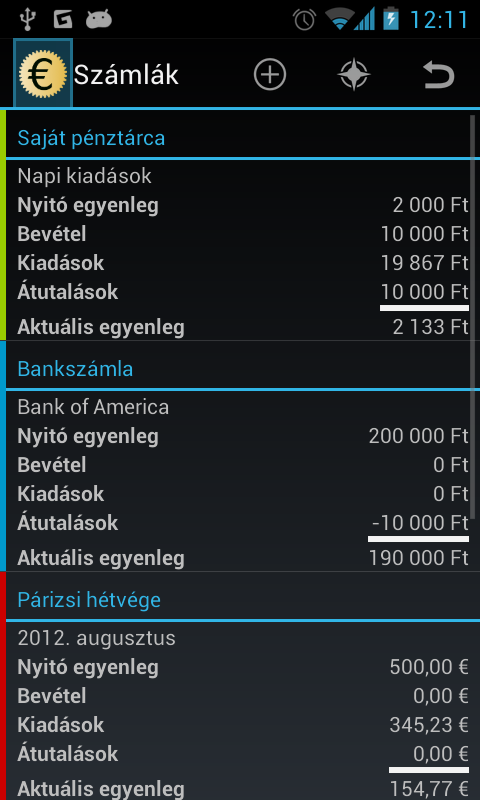 12:11
€ Számlák
Saját pénztárca
Napi kiadások
Nyitó egyenleg 2 000 Ft
Bevétel 10 000 Ft
Kiadások 19 867 Ft
Átutalások 10 000 Ft
Aktuális egyenleg 2 133 Ft
Bankszámla
Bank of America
Nyitó egyenleg 200 000 Ft
Bevétel 0 Ft
Kiadások 0 Ft
Átutalások -10 000 Ft
Aktuális egyenleg 190 000 Ft
Párizsi hétvége
2012. augusztus
Nyitó egyenleg 500,00 €
Bevétel 0,00 €
Kiadások 345,23 €
Átutalások 0,00 €
Aktuális egyenleg 154,77 €